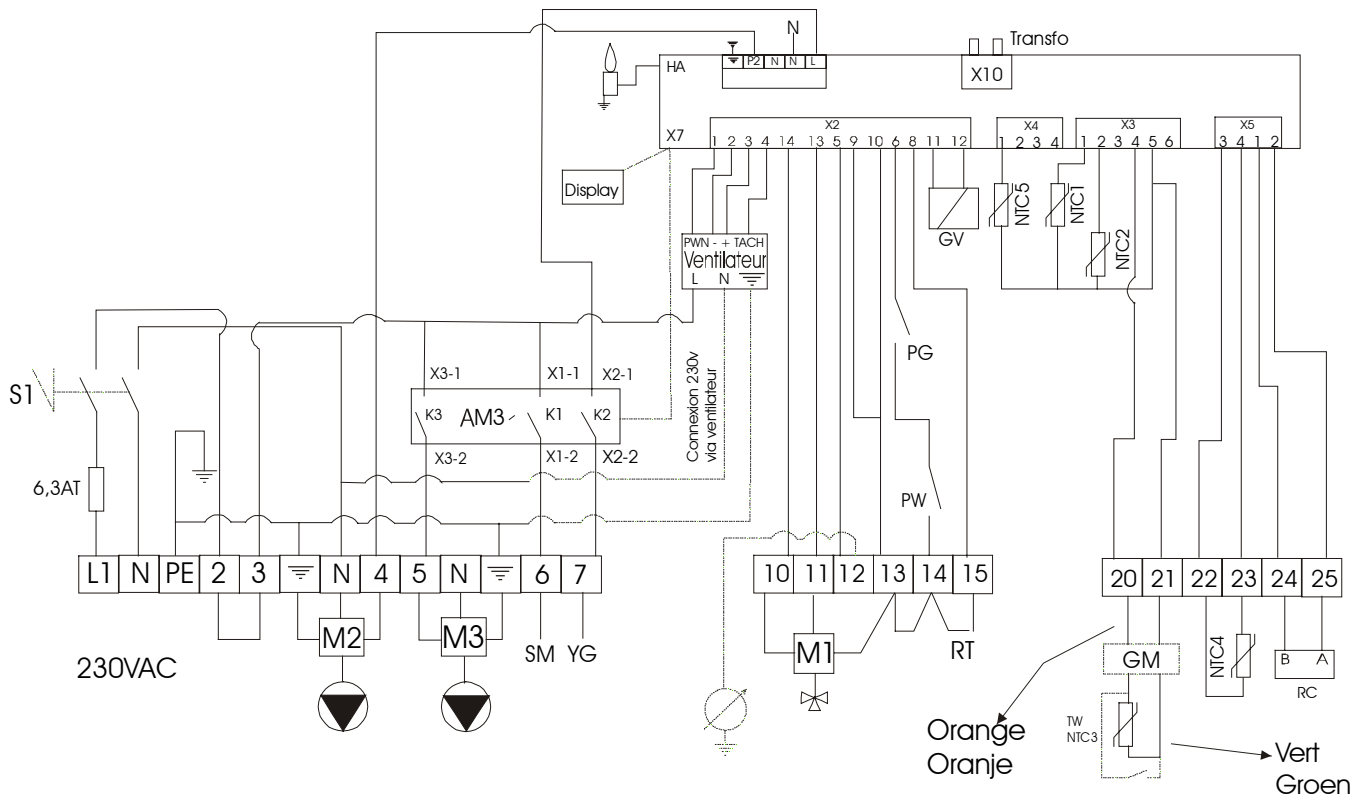 N
Transfo
HA
P2 N N L
X10
X7
X2
X4
X3
X5
1 2 3 4 14 13 5 9 10 6 8 11 12
1 2 3 4
1 2 3 4 5 6
3 4 1 2
Display
NTC5
NTC1
NTC2
GV
PWN - + TACH
Ventilateur
L N
Connexion 230v
via ventilateur
PG
S1
X3-1
X1-1
X2-1
K3
AM3
K1
K2
X3-2
X1-2
X2-2
6,3AT
PW
L1 N PE 2 3 N 4 5 N 6 7
10 11 12 13 14 15
20 21 22 23 24 25
M2
M3
SM YG
M1
RT
230VAC
GM
NTC4
B A
RC
TW
NTC3
Orange
Oranje
Vert
Groen